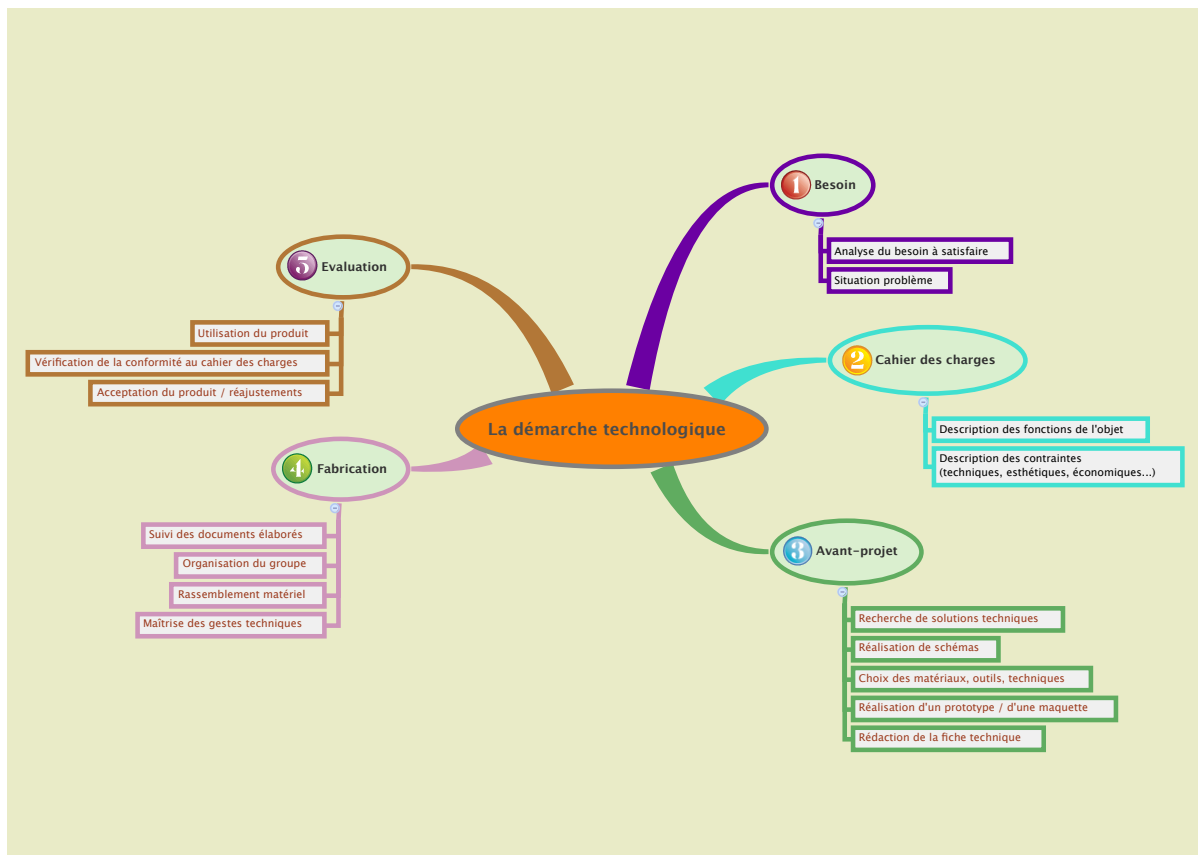 La démarche technologique
1 Besoin
Analyse du besoin à satisfaire
Situation problème
2 Cahier des charges
Description des fonctions de l'objet
Description des contraintes
(techniques, esthétiques, économiques...)
3 Avant-projet
Recherche de solutions techniques
Réalisation de schémas
Choix des matériaux, outils, techniques
Réalisation d'un prototype / d'une maquette
Rédaction de la fiche technique
4 Fabrication
Suivi des documents élaborés
Organisation du groupe
Rassemblement matériel
Maîtrise des gestes techniques
5 Evaluation
Utilisation du produit
Vérification de la conformité au cahier des charges
Acceptation du produit / réajustements